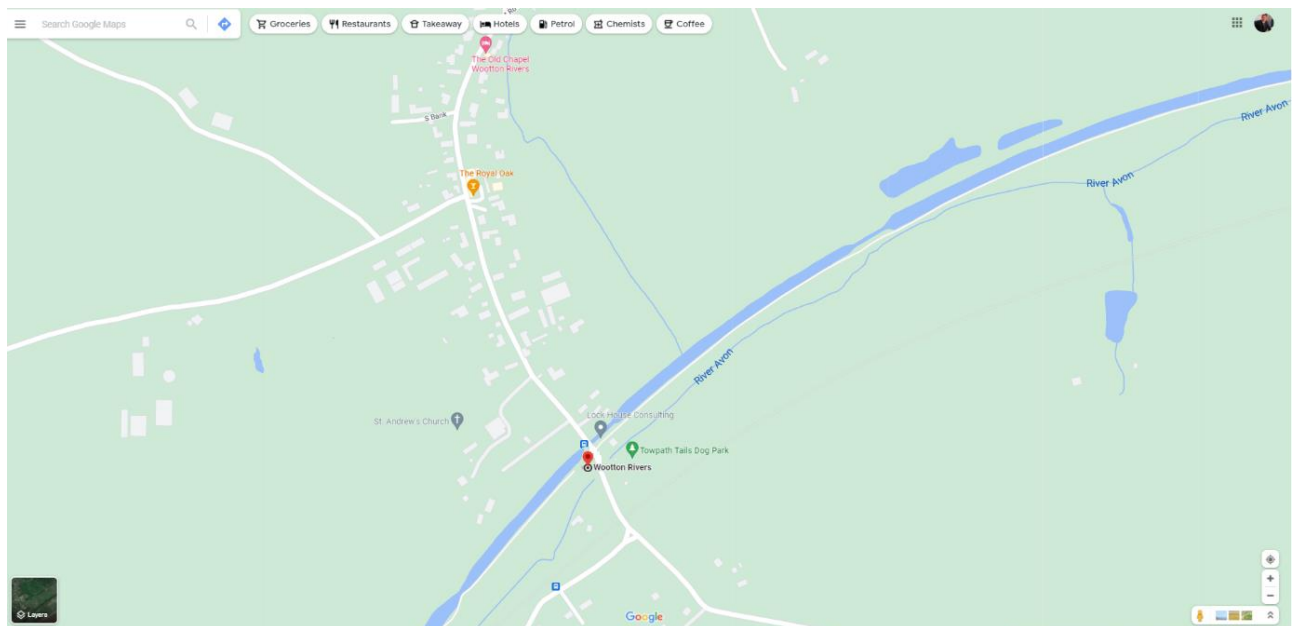 Search Google Maps
Groceries
Restaurants
Takeaway
Hotels
Petrol
Chemists
Coffee
The Old Chapel
Wootton Rivers
S Bank
The Royal Oak
River Avon
River Avon
River Avon
St. Andrew's Church
Lock House Consulting
Towpath Tails Dog Park
Wootton Rivers
Layers
Google